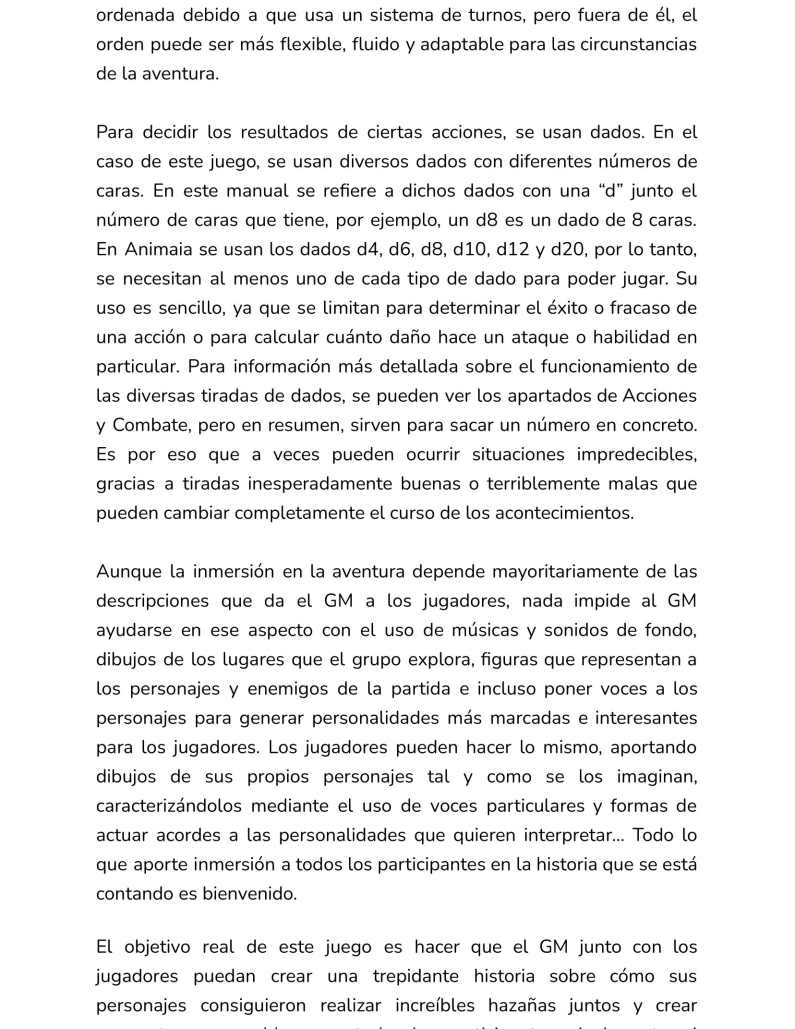 ordenada debido a que usa un sistema de turnos, pero fuera de él, el
orden puede ser más flexible, fluido y adaptable para las circunstancias
de la aventura.
Para decidir los resultados de ciertas acciones, se usan dados. En el
caso de este juego, se usan diversos dados con diferentes números de
caras. En este manual se refiere a dichos dados con una “d” junto el
número de caras que tiene, por ejemplo, un d8 es un dado de 8 caras.
En Animaia se usan los dados d4, d6, d8, d10, d12 y d20, por lo tanto,
se necesitan al menos uno de cada tipo de dado para poder jugar. Su
uso es sencillo, ya que se limitan para determinar el éxito o fracaso de
una acción o para calcular cuánto daño hace un ataque o habilidad en
particular. Para información más detallada sobre el funcionamiento de
las diversas tiradas de dados, se pueden ver los apartados de Acciones
y Combate, pero en resumen, sirven para sacar un número en concreto.
Es por eso que a veces pueden ocurrir situaciones impredecibles,
gracias a tiradas inesperadamente buenas o terriblemente malas que
pueden cambiar completamente el curso de los acontecimientos.
Aunque la inmersión en la aventura depende mayoritariamente de las
descripciones que da el GM a los jugadores, nada impide al GM
ayudarse en ese aspecto con el uso de músicas y sonidos de fondo,
dibujos de los lugares que el grupo explora, figuras que representan a
los personajes y enemigos de la partida e incluso poner voces a los
personajes para generar personalidades más marcadas e interesantes
para los jugadores. Los jugadores pueden hacer lo mismo, aportando
dibujos de sus propios personajes tal y como se los imaginan,
caracterizándolos mediante el uso de voces particulares y formas de
actuar acordes a las personalidades que quieren interpretar... Todo lo
que aporte inmersión a todos los participantes en la historia que se está
contando es bienvenido.
El objetivo real de este juego es hacer que el GM junto con los
jugadores puedan crear una trepidante historia sobre cómo sus
personajes consiguieron realizar increíbles hazañas juntos y crear